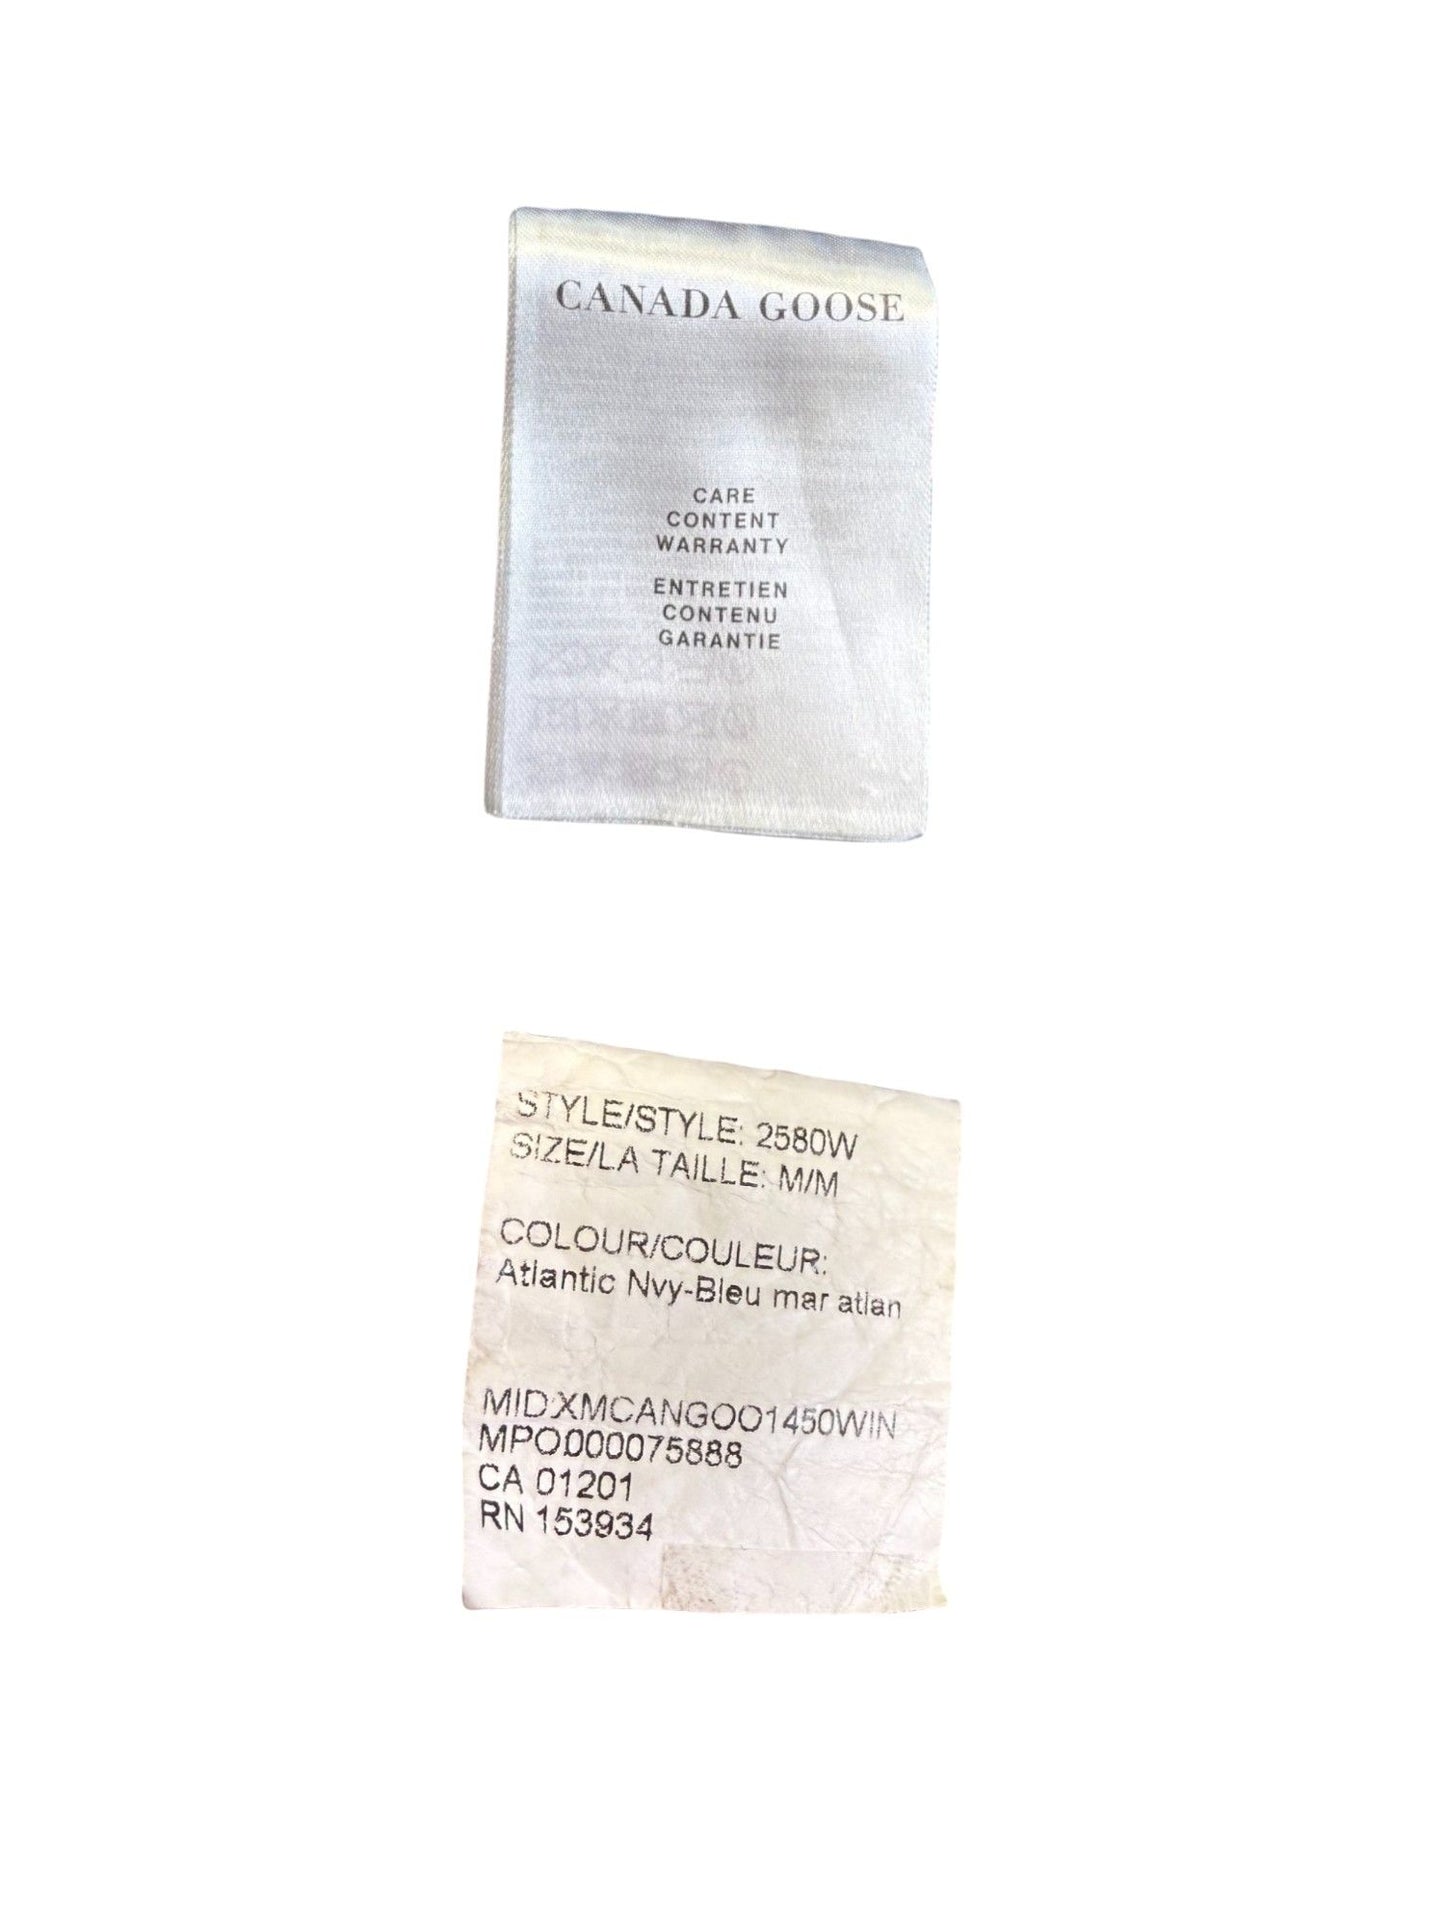 CANADA GOOSE
CARE
CONTENT
WARRANTY
ENTRETIEN
CONTENU
GARANTIE
STYLE/STYLE: 2580W
SIZE/LA TAILLE: M/M
COLOUR/COULEUR:
Atlantic Nvy-Bleu mar atlan
MID:XMCANGOO1450WIN
MPO000075888
CA 01201
RN 153934